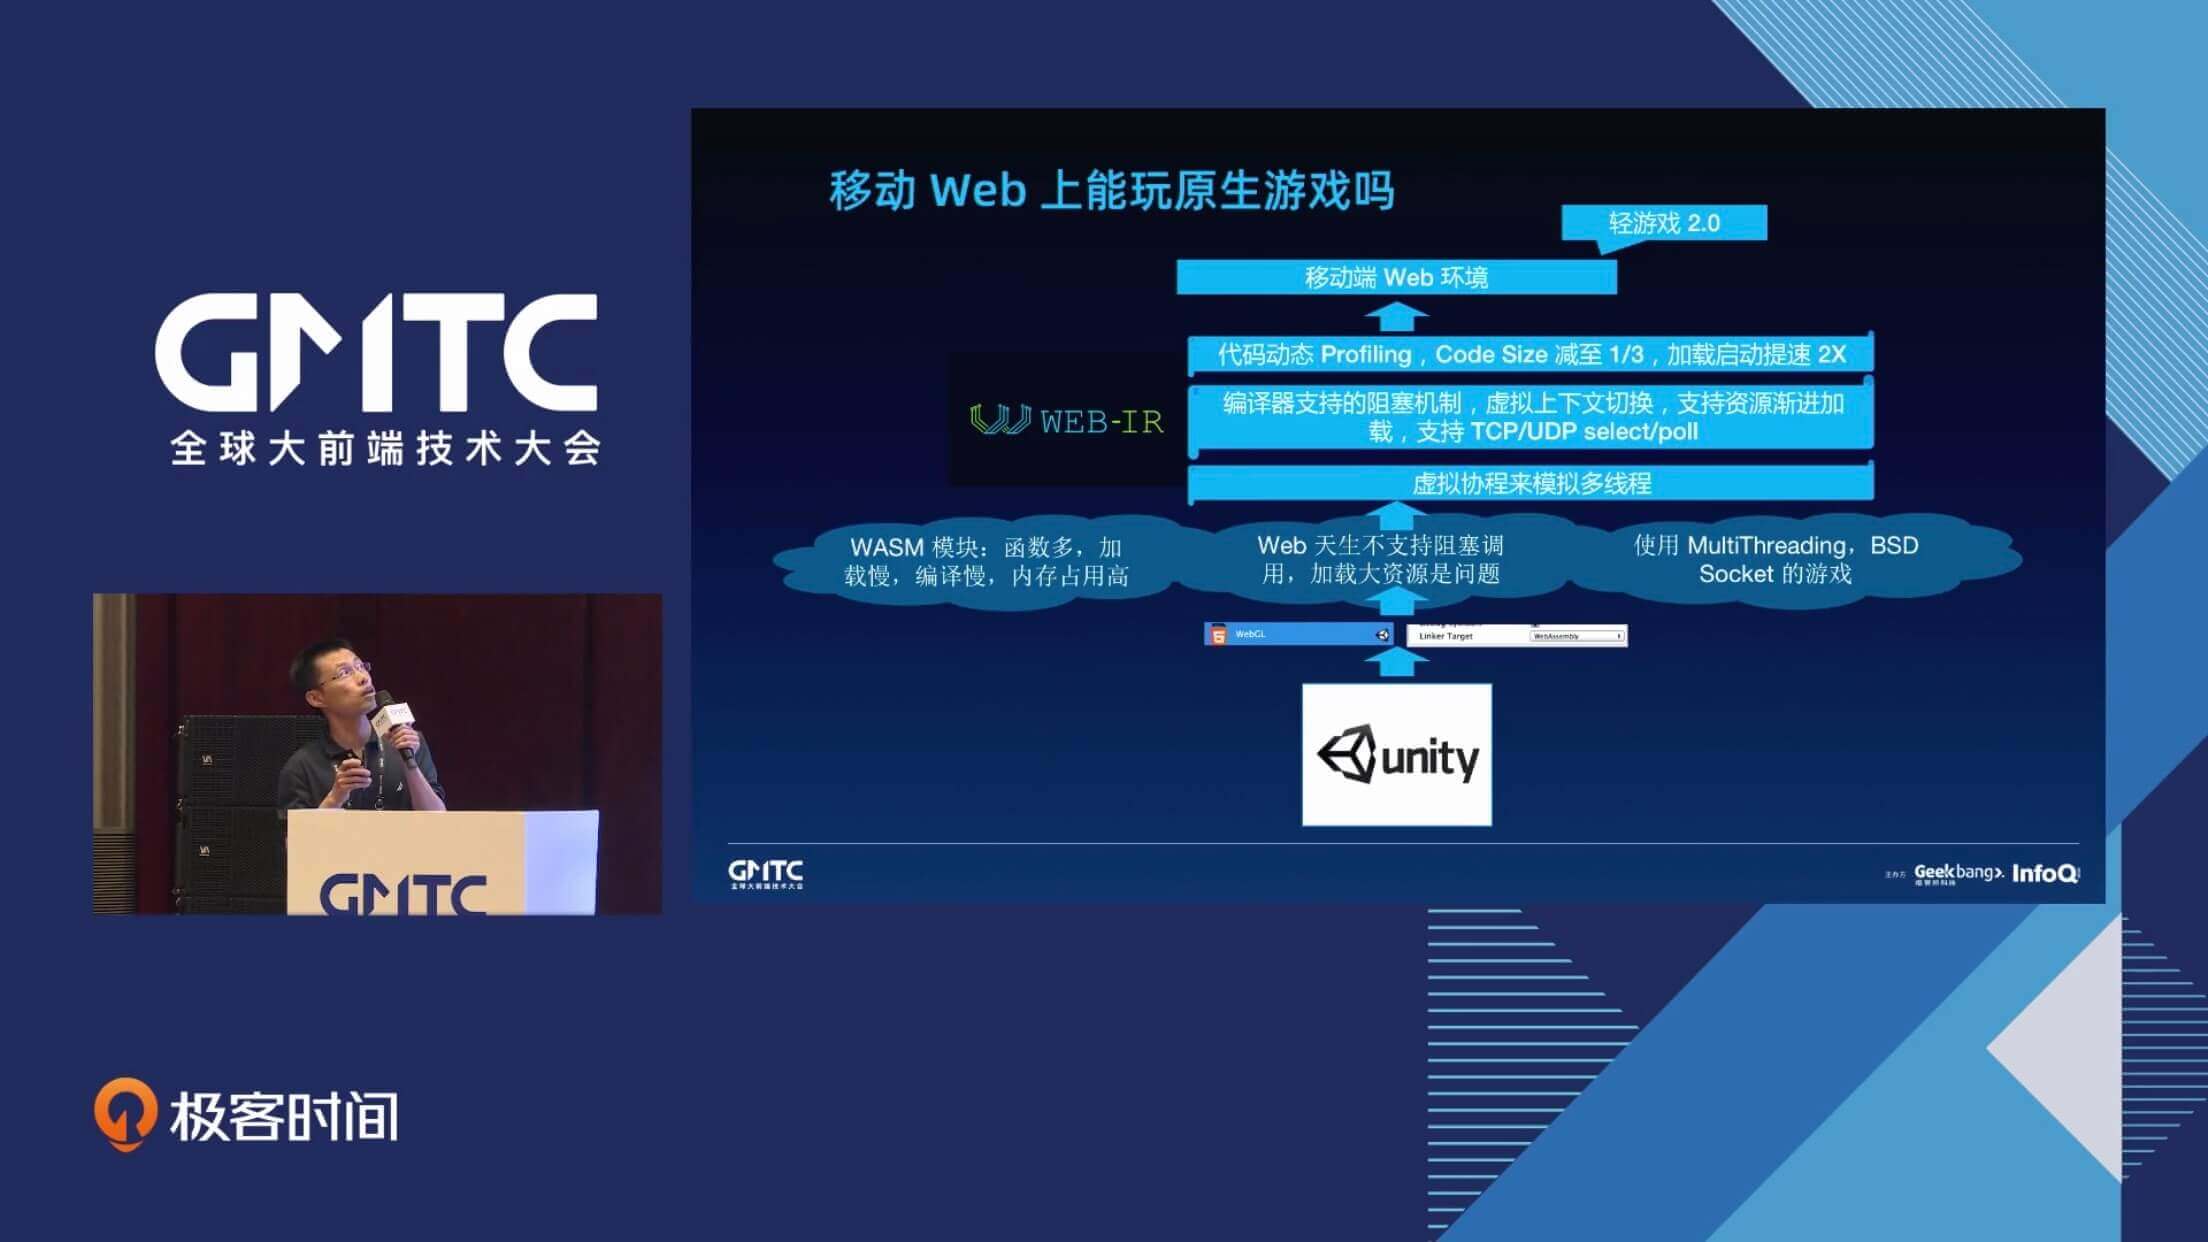 GMTC
全球大前端技术大会
移动 Web 上能玩原生游戏吗
轻游戏 2.0
移动端 Web 环境
代码动态 Profiling，Code Size 减至 1/3，加载启动提速 2X
WEB-IR
编译器支持的阻塞机制，虚拟上下文切换，支持资源渐进加
载，支持 TCP/UDP select/poll
虚拟协程来模拟多线程
WASM 模块：函数多，加
载慢，编译慢，内存占用高
Web 天生不支持阻塞调
用，加载大资源是问题
使用 MultiThreading，BSD
Socket 的游戏
WebGL
Linker Target
WebAssembly
unity
GMTC
全球大前端技术大会
主办方
Geekbang>.
极客邦科技
InfoQ
GMTC
极客时间